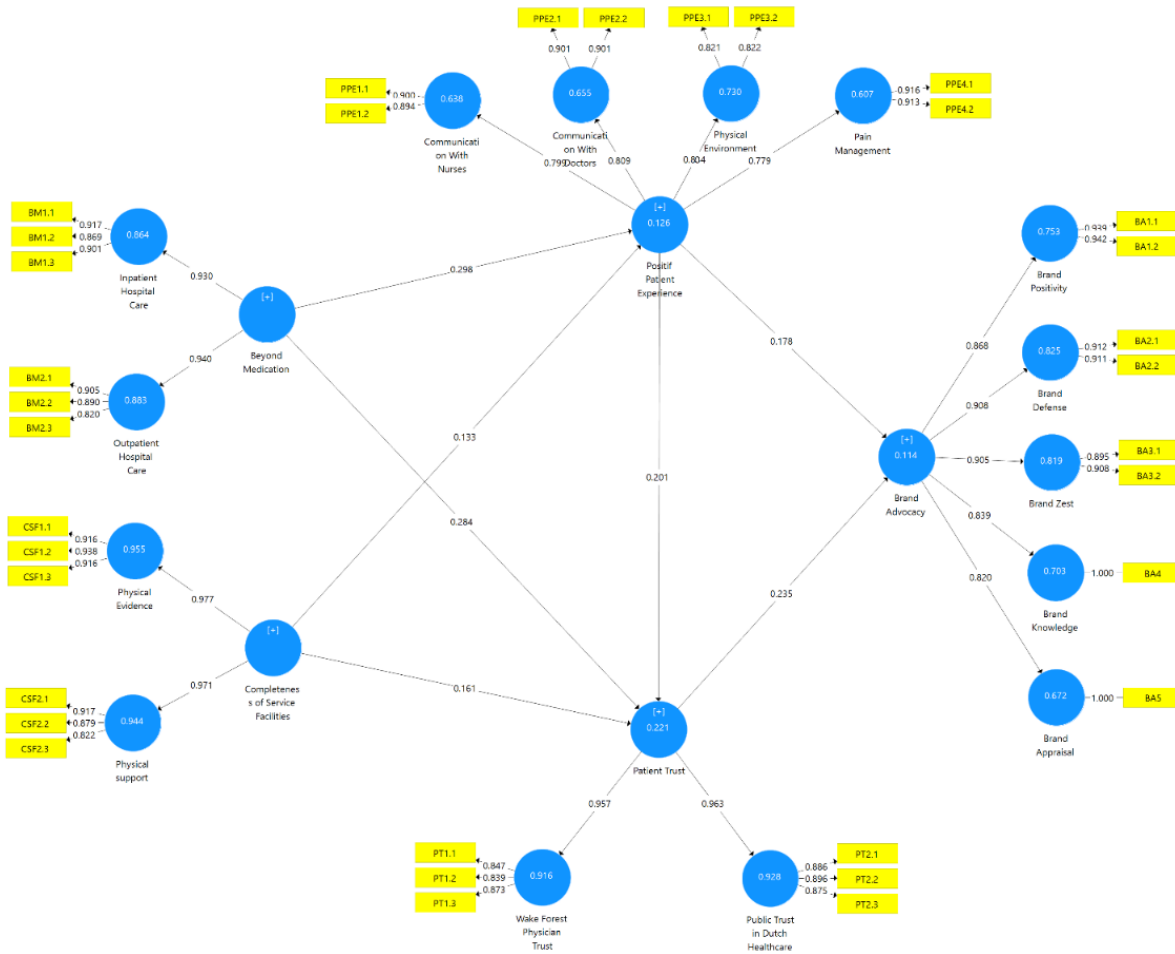 PPE2.1
PPE2.2
PPE3.1
PPE3.2
0.901
0.901
0.821
0.822
PPE1.1
PPE1.2
0.900
0.894
0.638
Communicati
on With
Nurses
0.655
Communicati
on With
Doctors
0.730
Physical
Environment
0.607
Pain
Management
0.916
0.913
PPE4.1
PPE4.2
0.799
0.809
0.804
0.779
BM1.1
BM1.2
BM1.3
0.917
0.869
0.901
0.864
Inpatient
Hospital
Care
0.930
[+]
0.126
Positif
Patient
Experience
0.298
[+]
Beyond
Medication
0.940
BM2.1
BM2.2
BM2.3
0.905
0.890
0.820
0.883
Outpatient
Hospital
Care
0.178
0.753
Brand
Positivity
0.939
0.942
BA1.1
BA1.2
0.868
0.825
Brand
Defense
0.912
0.911
BA2.1
BA2.2
0.908
[+]
0.114
Brand
Advocacy
0.905
0.819
Brand Zest
0.895
0.908
BA3.1
BA3.2
0.839
0.703
Brand
Knowledge
1.000
BA4
0.820
0.672
Brand
Appraisal
1.000
BA5
0.133
0.201
0.284
0.235
CSF1.1
CSF1.2
CSF1.3
0.916
0.938
0.916
0.955
Physical
Evidence
0.977
[+]
Completenes
s of Service
Facilities
0.971
0.161
CSF2.1
CSF2.2
CSF2.3
0.917
0.879
0.822
0.944
Physical
support
[+]
0.221
Patient Trust
0.957
0.963
PT1.1
PT1.2
PT1.3
0.847
0.839
0.873
0.916
Wake Forest
Physician
Trust
0.928
Public Trust
in Dutch
Healthcare
0.886
0.896
0.875
PT2.1
PT2.2
PT2.3